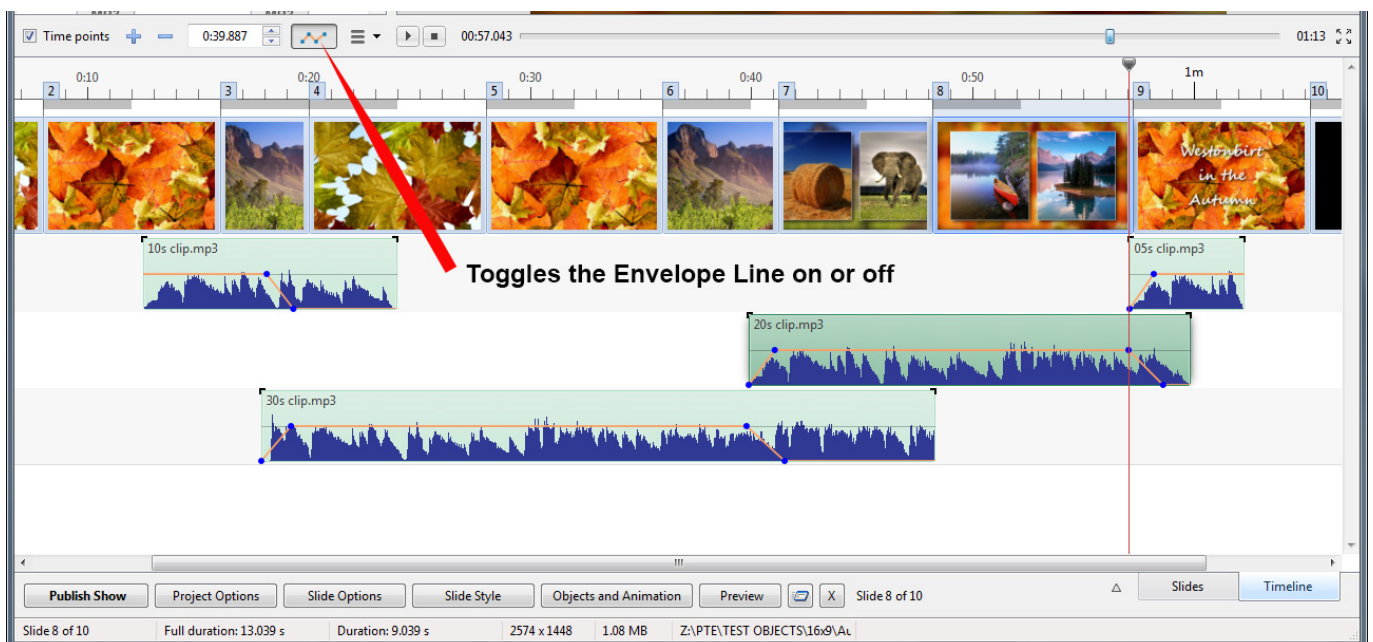 Time points 0:39.887 00:57.043 01:13
0:10 0:20 0:30 0:40 0:50 1m
2 3 4 5 6 7 8 9 10
Westonbirt
in the
Autumn
10s clip.mp3 05s clip.mp3
Toggles the Envelope Line on or off
20s clip.mp3
30s clip.mp3
Publish Show Project Options Slide Options Slide Style Objects and Animation Preview X Slide 8 of 10 Slides Timeline
Slide 8 of 10 Full duration: 13.039 s Duration: 9.039 s 2574 x 1448 1.08 MB Z:\PTE\TEST OBJECTS\16x9\Au